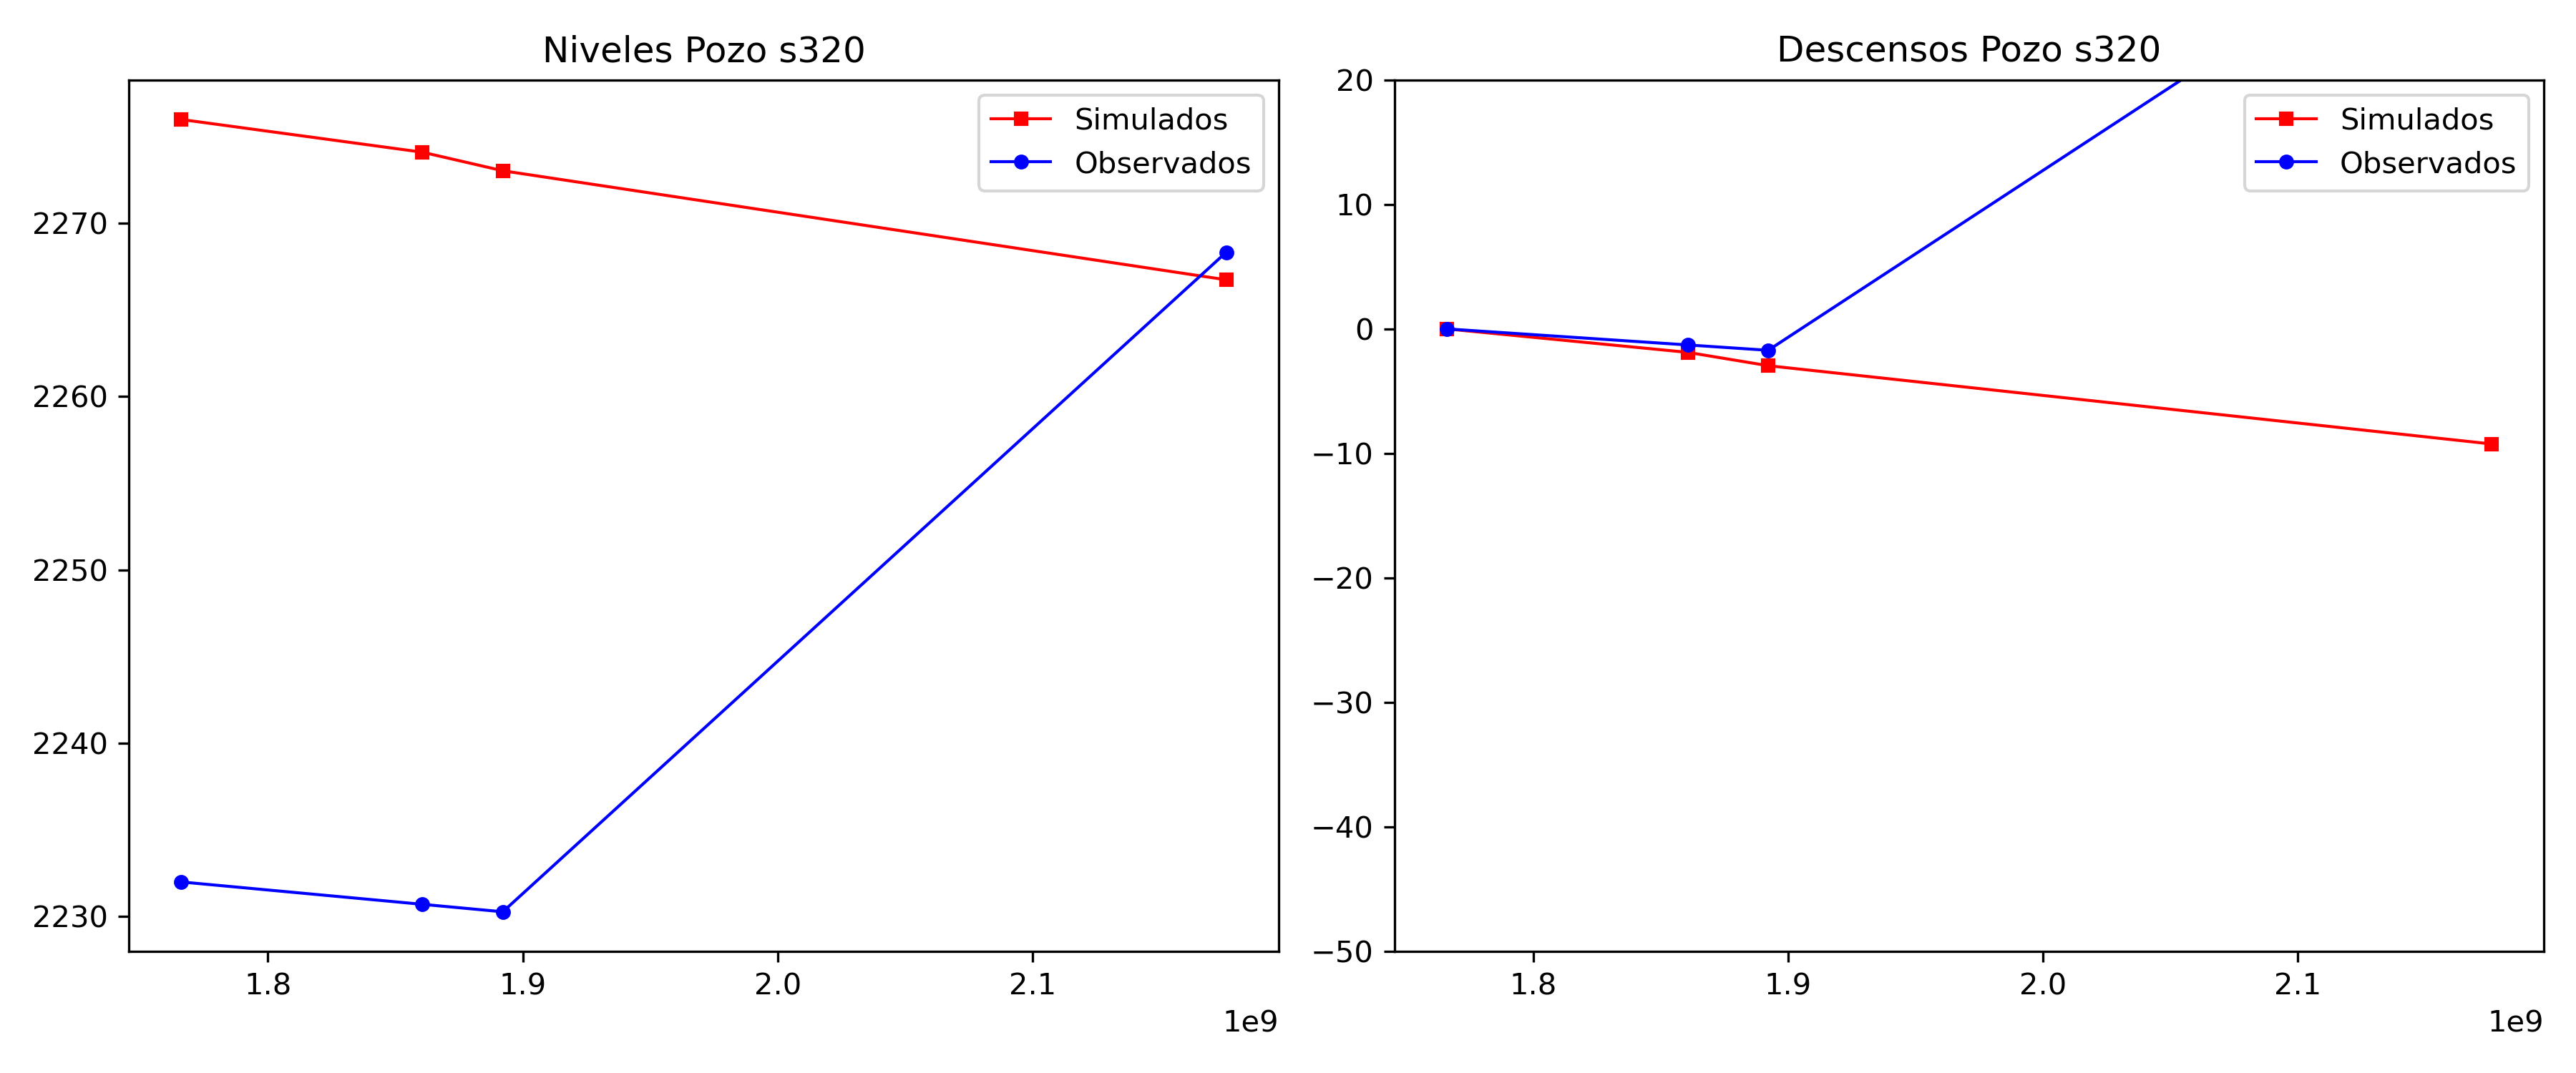 Niveles Pozo s320
Simulados
Observados
2270
2260
2250
2240
2230
1.8 1.9 2.0 2.1
1e9
Descensos Pozo s320
Simulados
Observados
20
10
0
−10
−20
−30
−40
−50
1.8 1.9 2.0 2.1
1e9